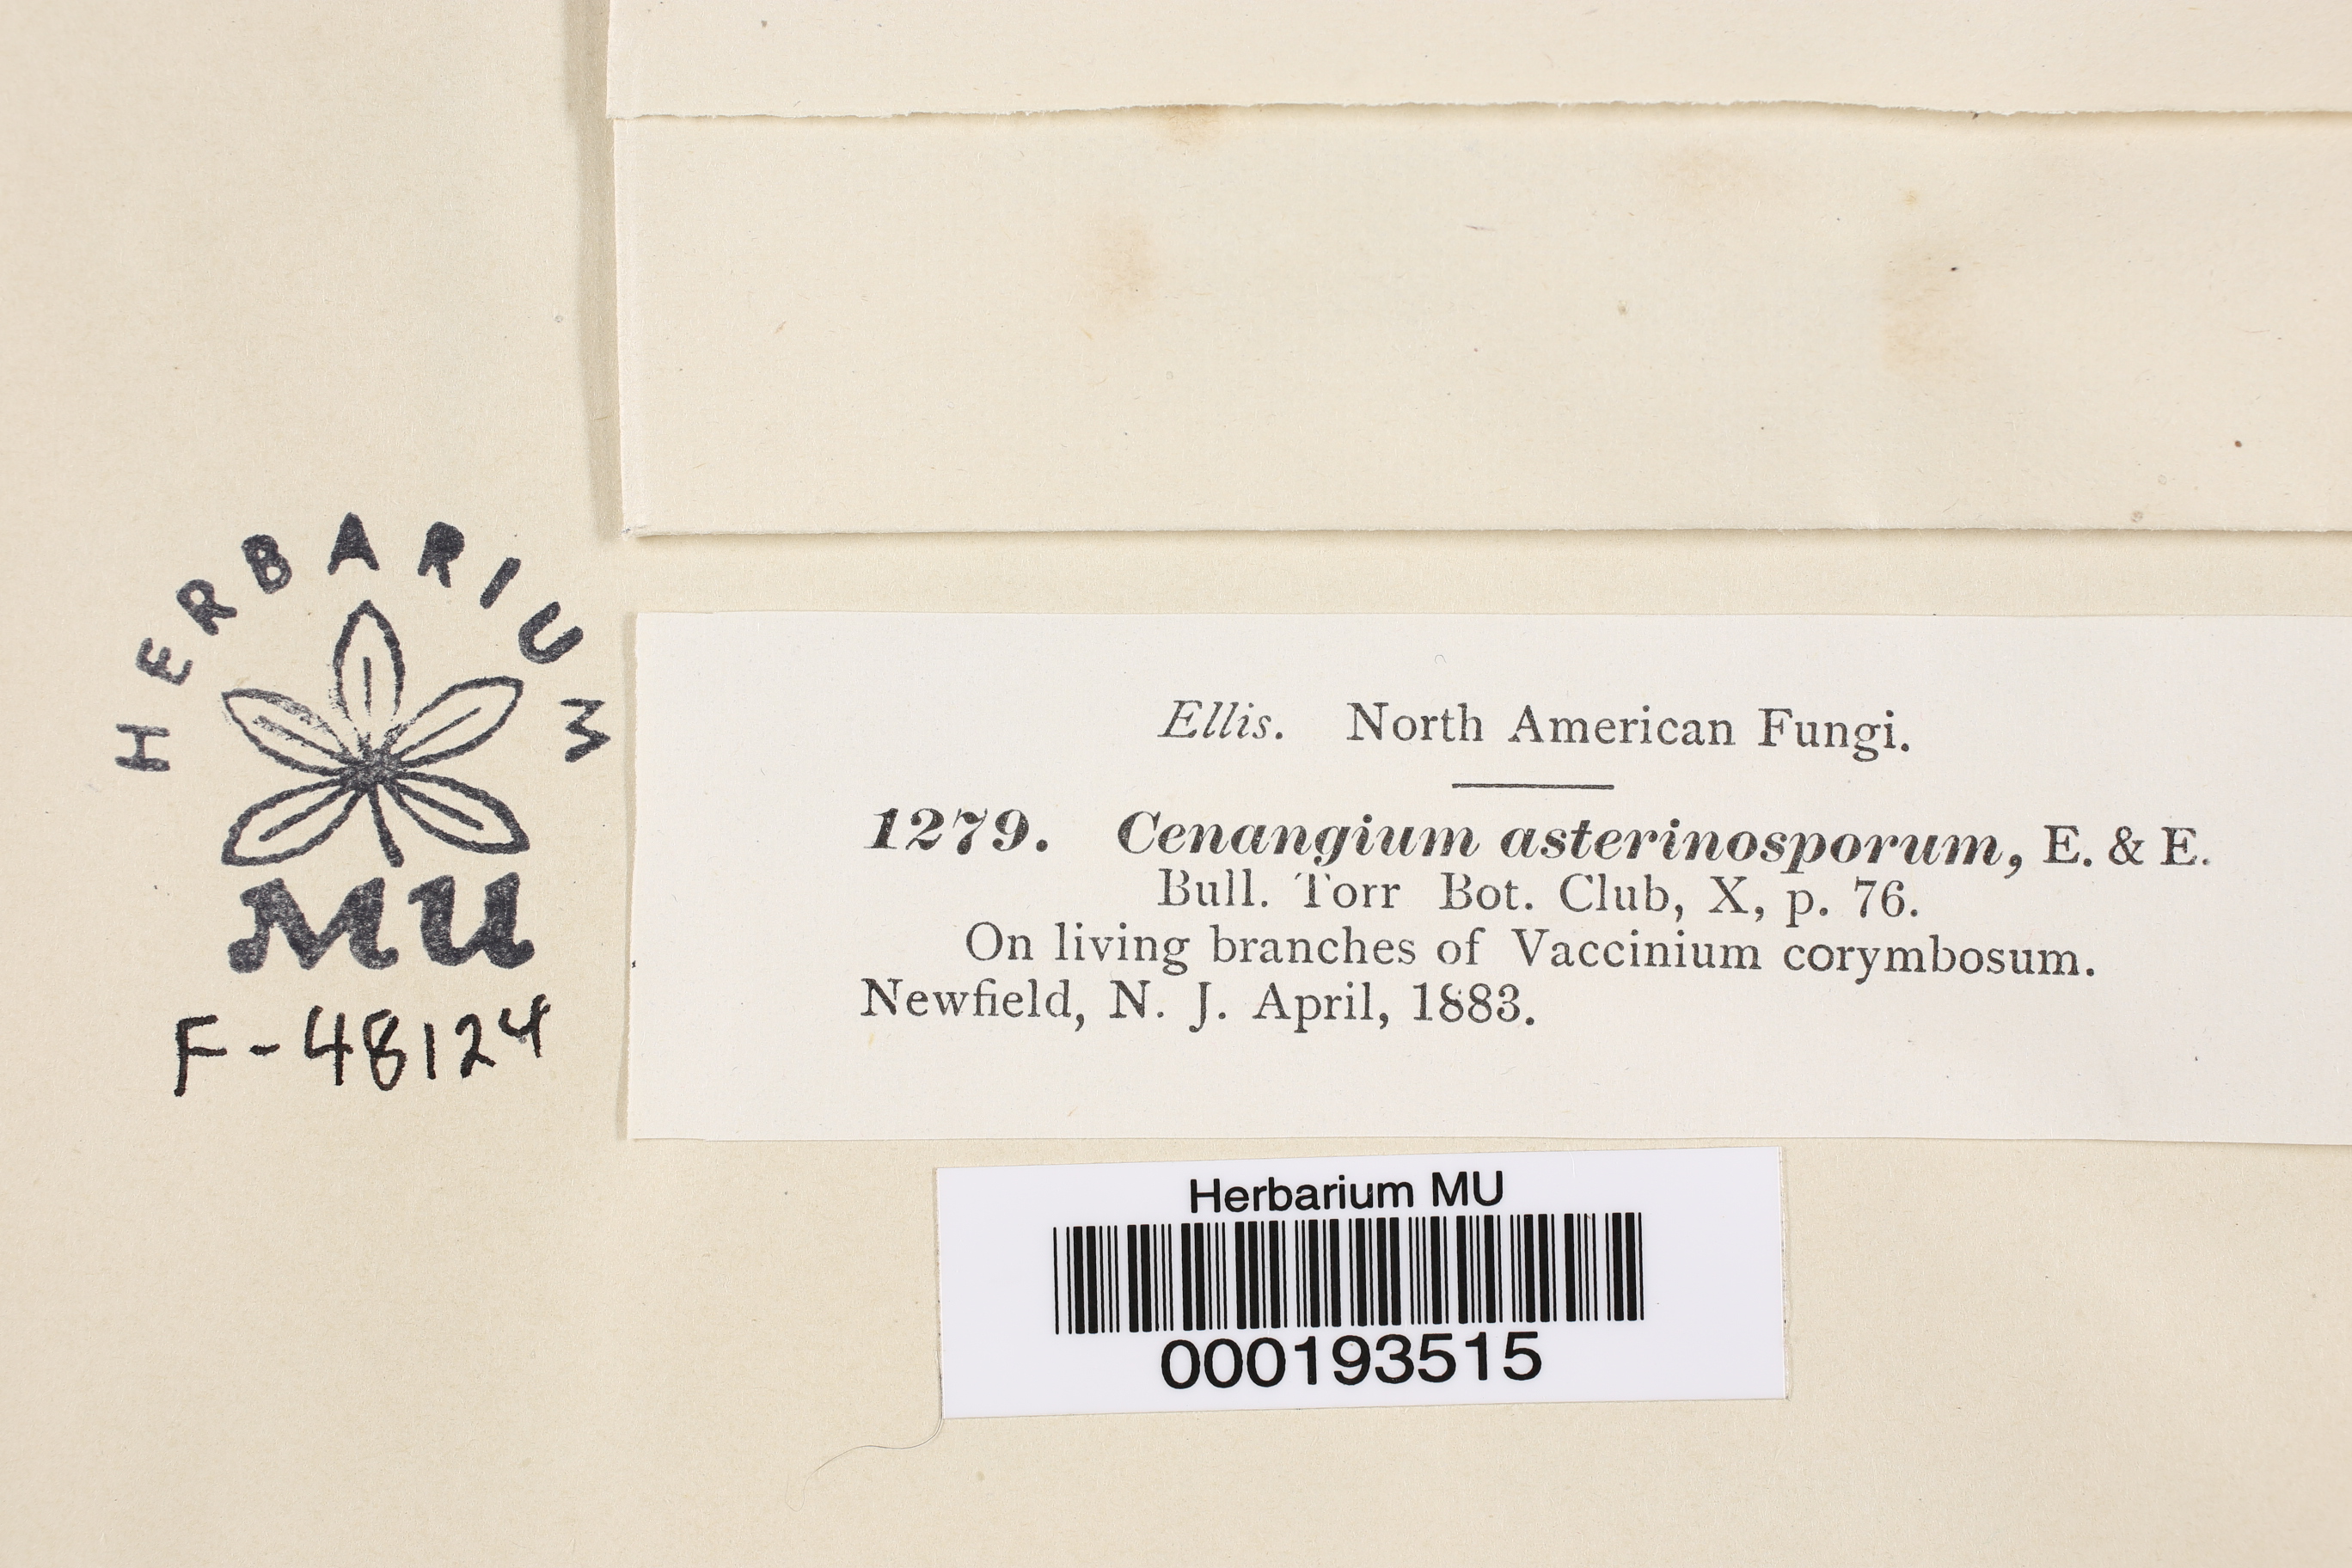 HERBARIUM
MU
F-48124
Ellis. North American Fungi.
1279. Cenangium asterinosporum, E. & E.
Bull. Torr Bot. Club, X, p. 76.
On living branches of Vaccinium corymbosum.
Newfield, N. J. April, 1883.
Herbarium MU
000193515